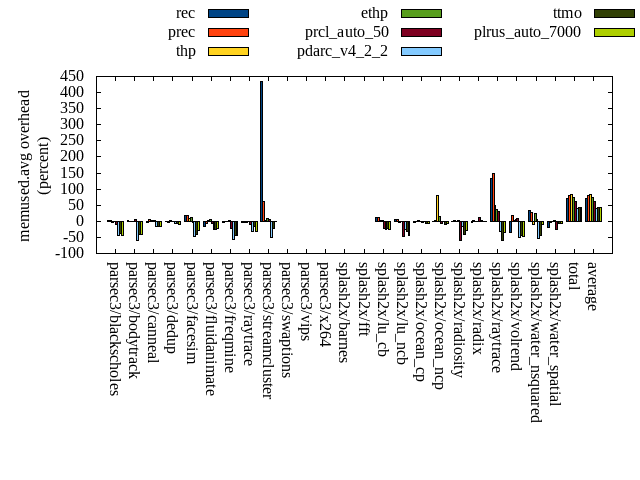 rec
prec
thp
ethp
prcl_auto_50
pdarc_v4_2_2
ttmo
plrus_auto_7000
memused.avg overhead
(percent)
450
400
350
300
250
200
150
100
50
0
-50
-100
parsec3/blackscholes
parsec3/bodytrack
parsec3/canneal
parsec3/dedup
parsec3/facesim
parsec3/fluidanimate
parsec3/freqmine
parsec3/raytrace
parsec3/streamcluster
parsec3/swaptions
parsec3/vips
parsec3/x264
splash2x/barnes
splash2x/fft
splash2x/lu_cb
splash2x/lu_ncb
splash2x/ocean_cp
splash2x/ocean_ncp
splash2x/radiosity
splash2x/radix
splash2x/raytrace
splash2x/volrend
splash2x/water_nsquared
splash2x/water_spatial
total
average